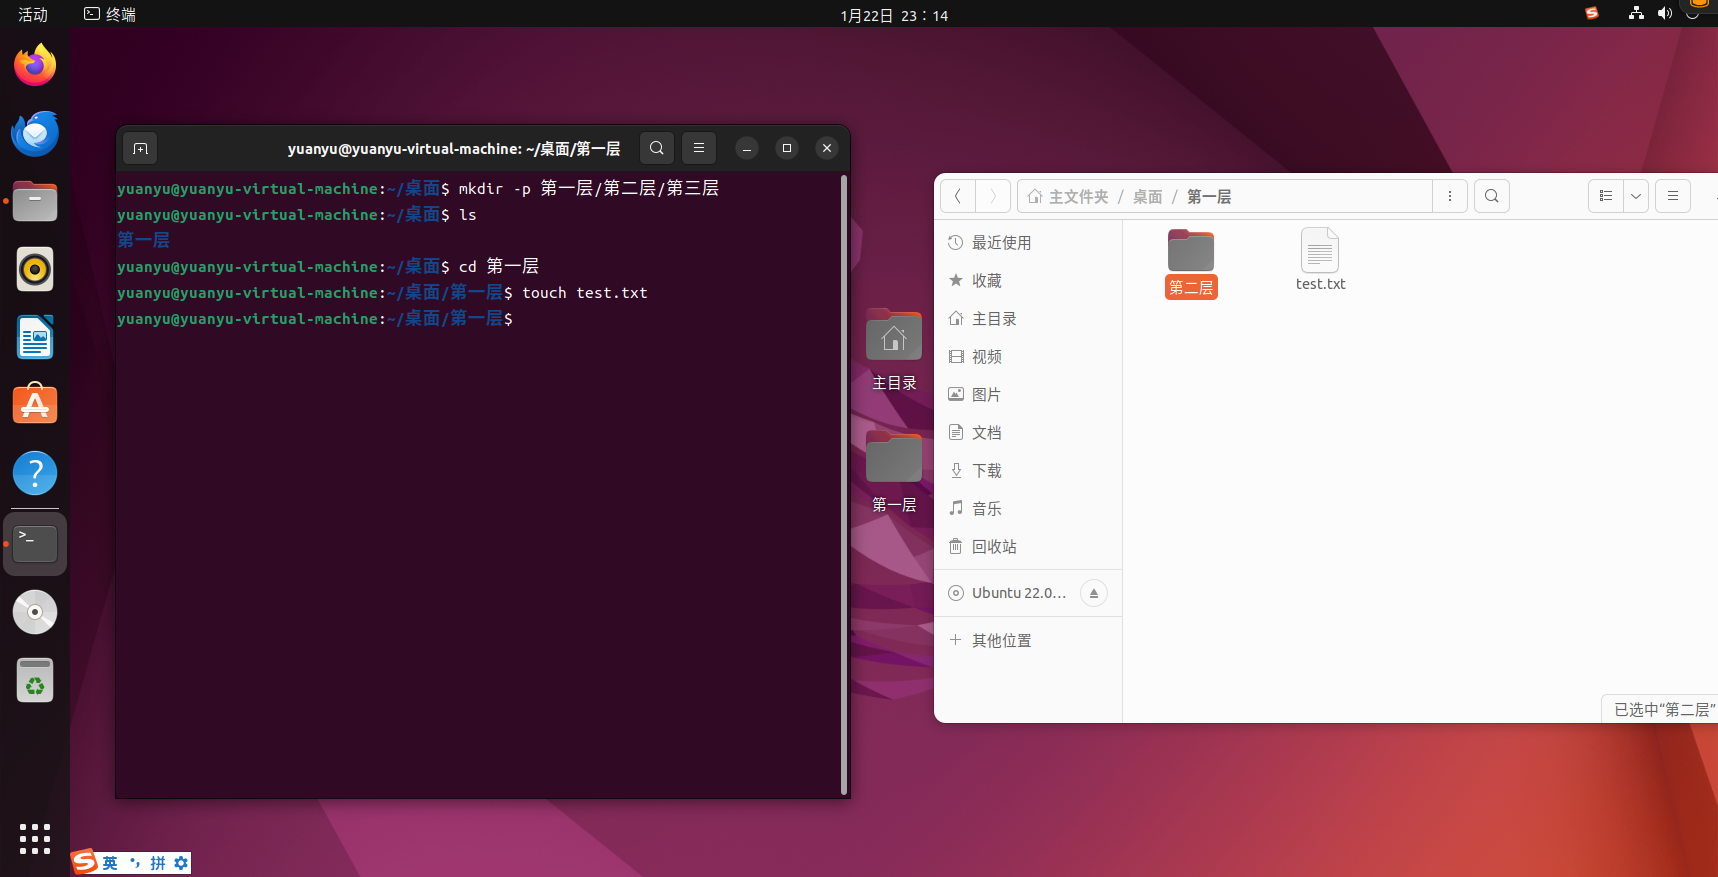 活动 终端 1月22日 23：14
yuanyu@yuanyu-virtual-machine: ~/桌面/第一层
yuanyu@yuanyu-virtual-machine:~/桌面$ mkdir -p 第一层/第二层/第三层
yuanyu@yuanyu-virtual-machine:~/桌面$ ls
第一层
yuanyu@yuanyu-virtual-machine:~/桌面$ cd 第一层
yuanyu@yuanyu-virtual-machine:~/桌面/第一层$ touch test.txt
yuanyu@yuanyu-virtual-machine:~/桌面/第一层$
主目录
第一层
主文件夹 / 桌面 / 第一层
最近使用
收藏
主目录
视频
图片
文档
下载
音乐
回收站
Ubuntu 22.0...
其他位置
第二层
test.txt
已选中“第二层”
英 拼